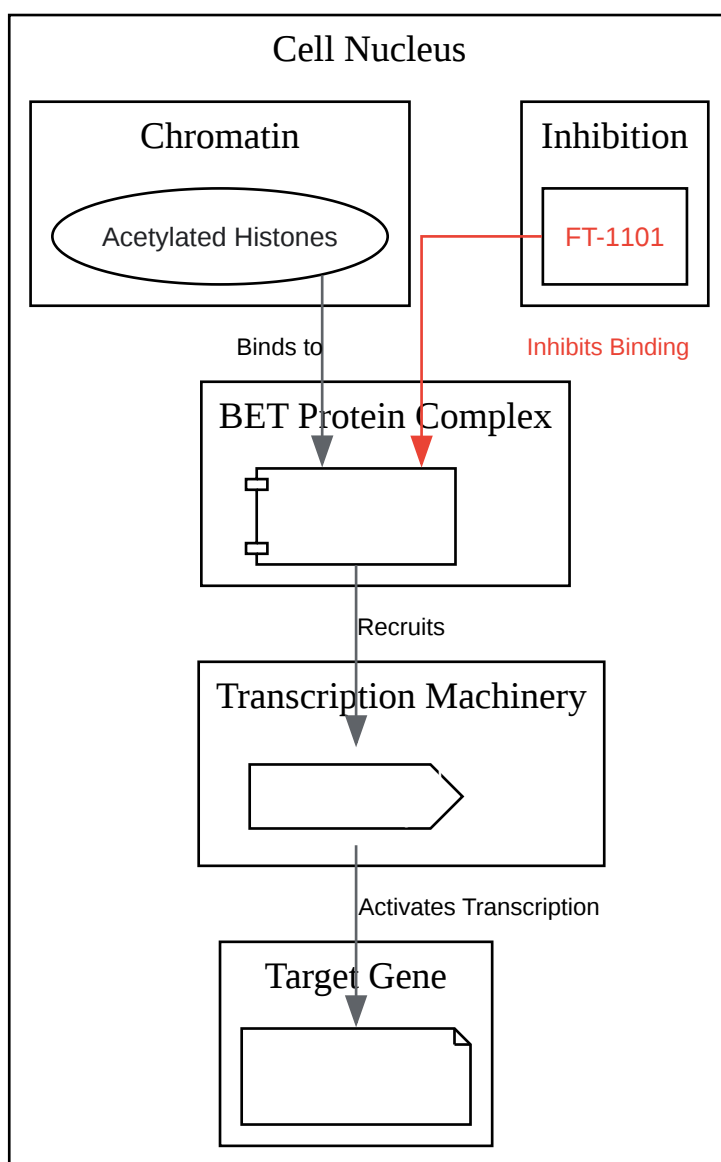 Cell Nucleus
Chromatin
Inhibition
Acetylated Histones
FT-1101
Binds to
Inhibits Binding
BET Protein Complex
Recruits
Transcription Machinery
Activates Transcription
Target Gene